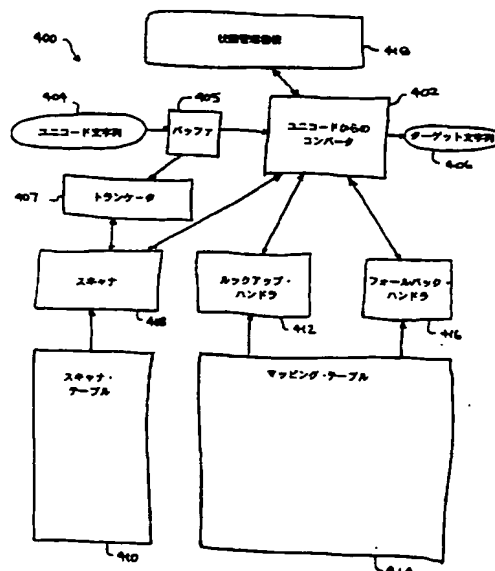 400
状態管理機構
418
404
405
402
ユニコード文字列
バッファ
ユニコードからの
コンバータ
ターゲット文字列
406
407
トランケータ
スキャナ
408
ルックアップ・
ハンドラ
412
フォールバック・
ハンドラ
416
スキャナ・
テーブル
410
マッピング・テーブル
414